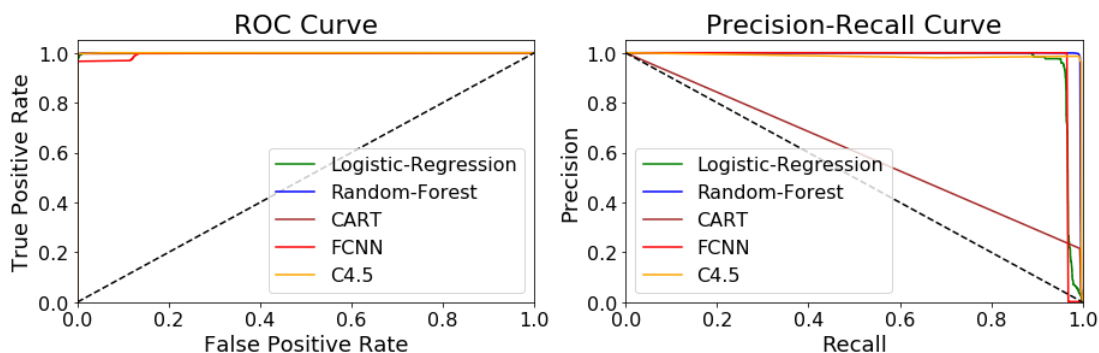 ROC Curve
True Positive Rate
1.0
0.8
0.6
0.4
0.2
0.0
Logistic-Regression
Random-Forest
CART
FCNN
C4.5
0.0 0.2 0.4 0.6 0.8 1.0
False Positive Rate
Precision-Recall Curve
Precision
1.0
0.8
0.6
0.4
0.2
0.0
Logistic-Regression
Random-Forest
CART
FCNN
C4.5
0.0 0.2 0.4 0.6 0.8 1.0
Recall